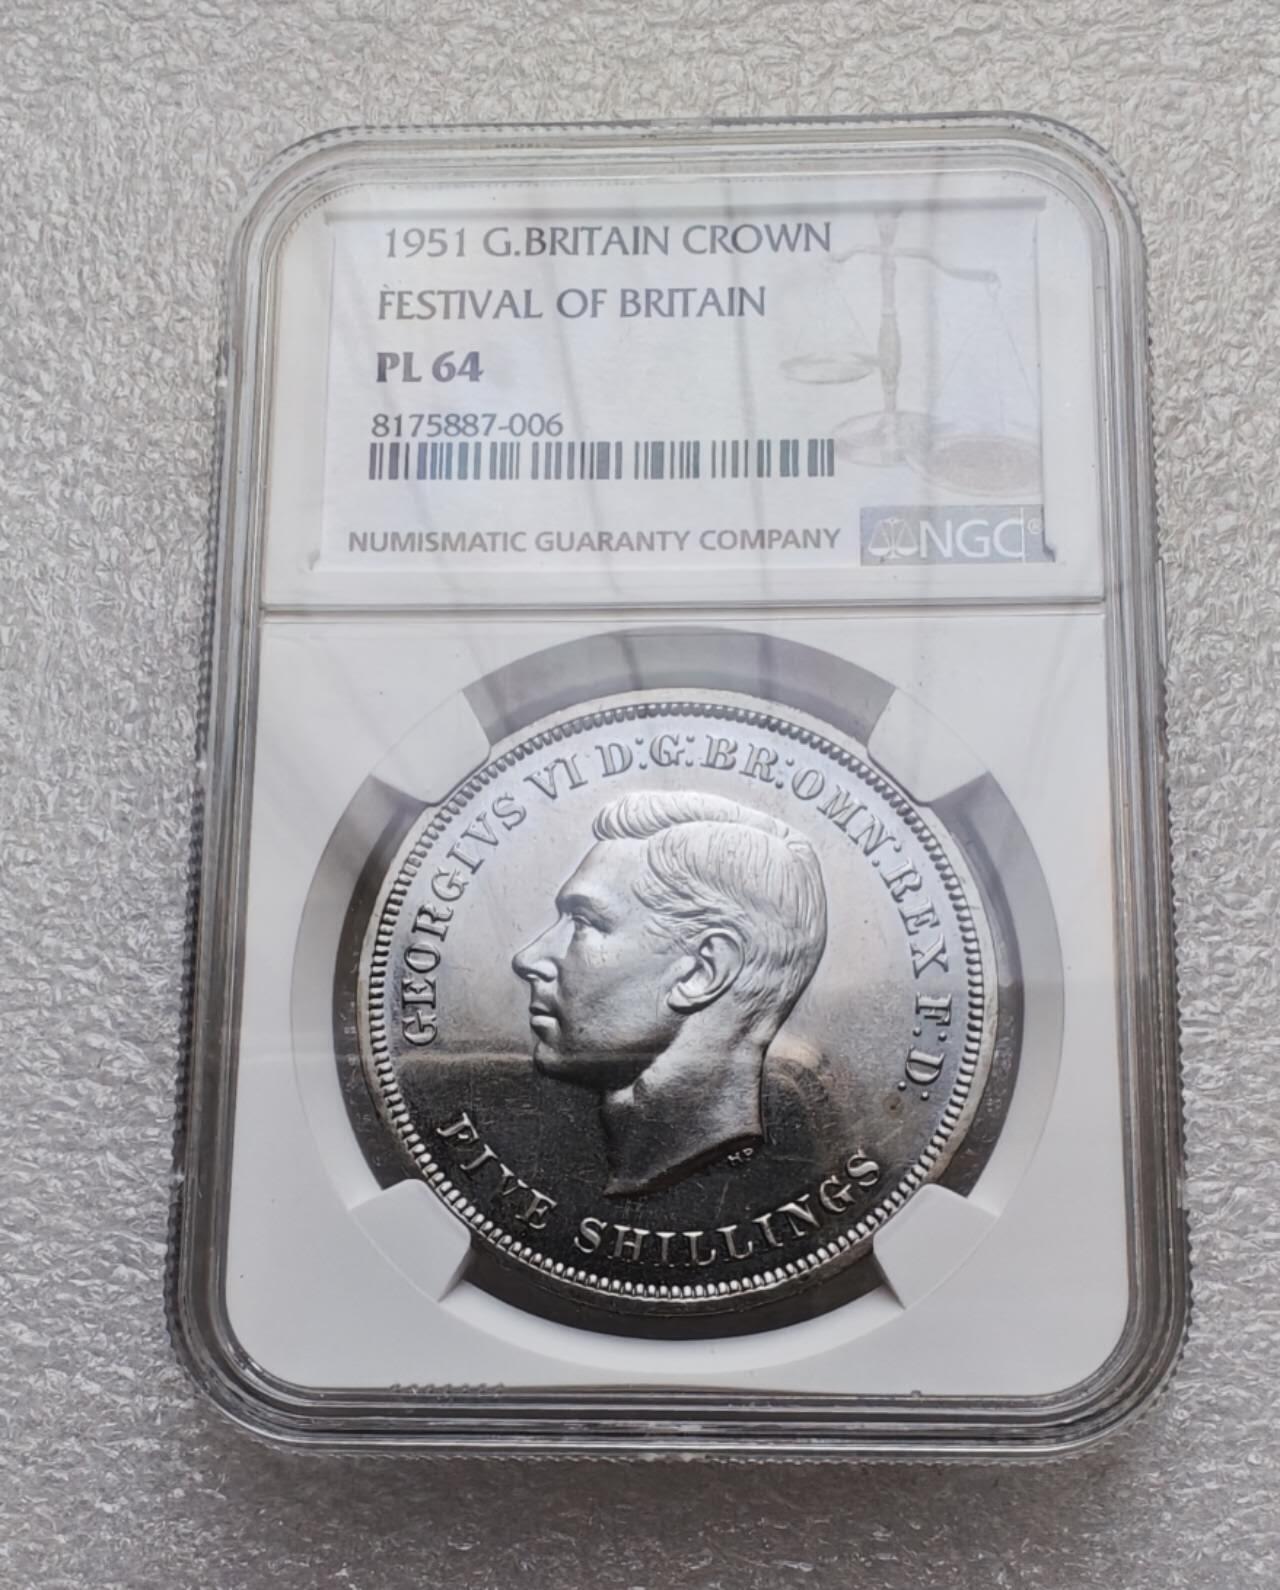 1951 G.BRITAIN CROWN
FESTIVAL OF BRITAIN
PL 64
8175887-006
NUMISMATIC GUARANTY COMPANY
NGC®
GEORGIVS VI D:G:BR:OMN:REX F:D:
HP
FIVE SHILLINGS